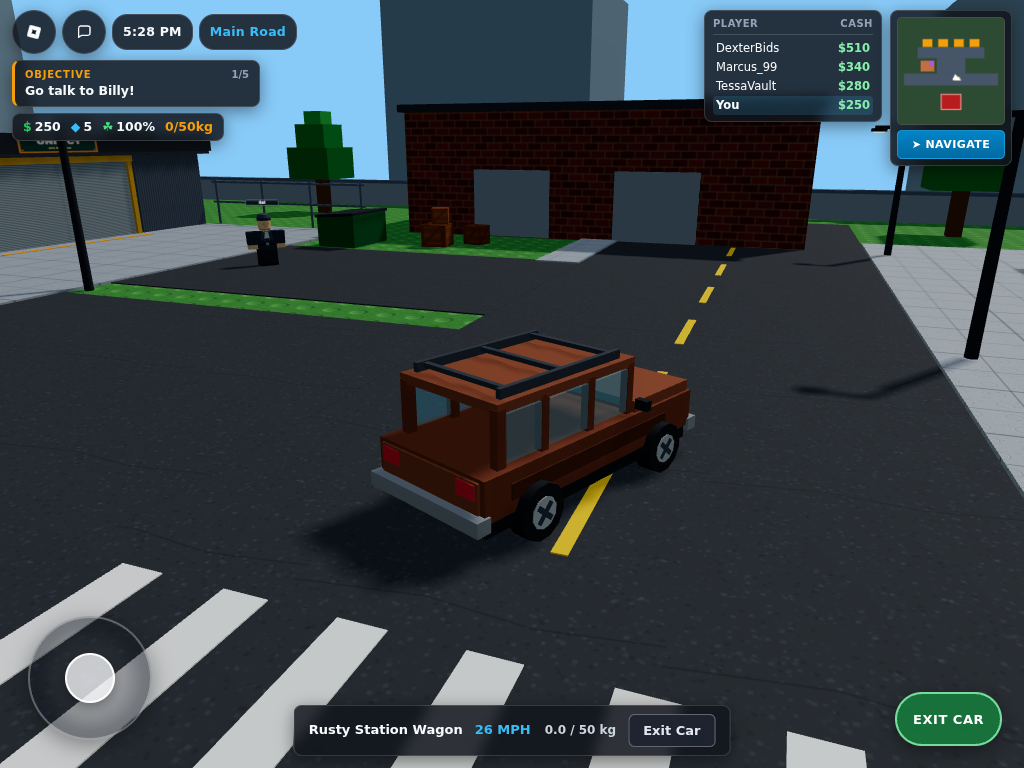 5:28 PM
Main Road
OBJECTIVE 1/5
Go talk to Billy!
$ 250 5 100% 0/50kg
PLAYER CASH
DexterBids $510
Marcus_99 $340
TessaVault $280
You $250
NAVIGATE
Rusty Station Wagon 26 MPH 0.0 / 50 kg Exit Car
EXIT CAR